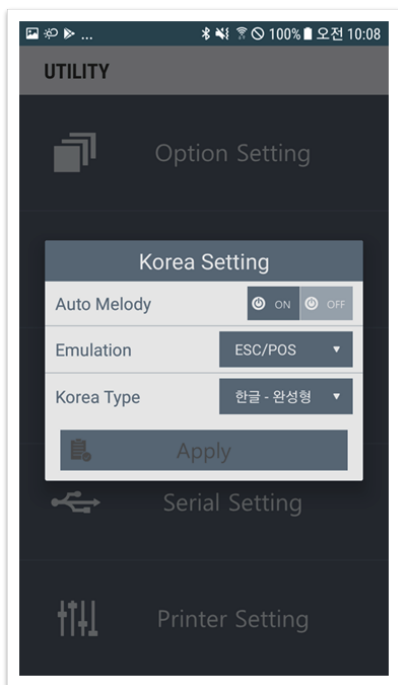 ... 100% 오전 10:08
UTILITY
Option Setting
Korea Setting
Auto Melody ON OFF
Emulation ESC/POS
Korea Type 한글 - 완성형
Apply
Serial Setting
Printer Setting